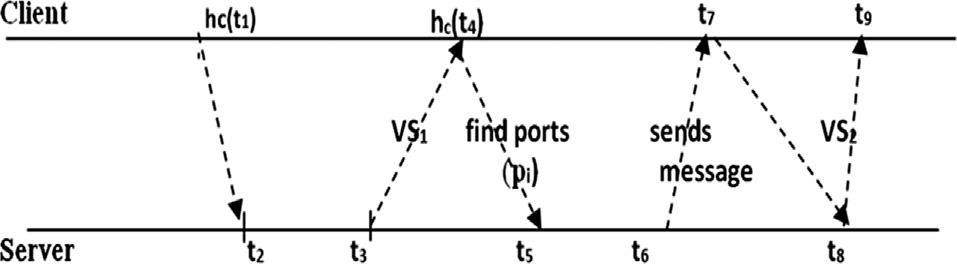 Client hc(t₁) hc(t₄) t₇ t₉
VS₁ find ports sends VS₂
(pᵢ) message
Server t₂ t₃ t₅ t₆ t₈